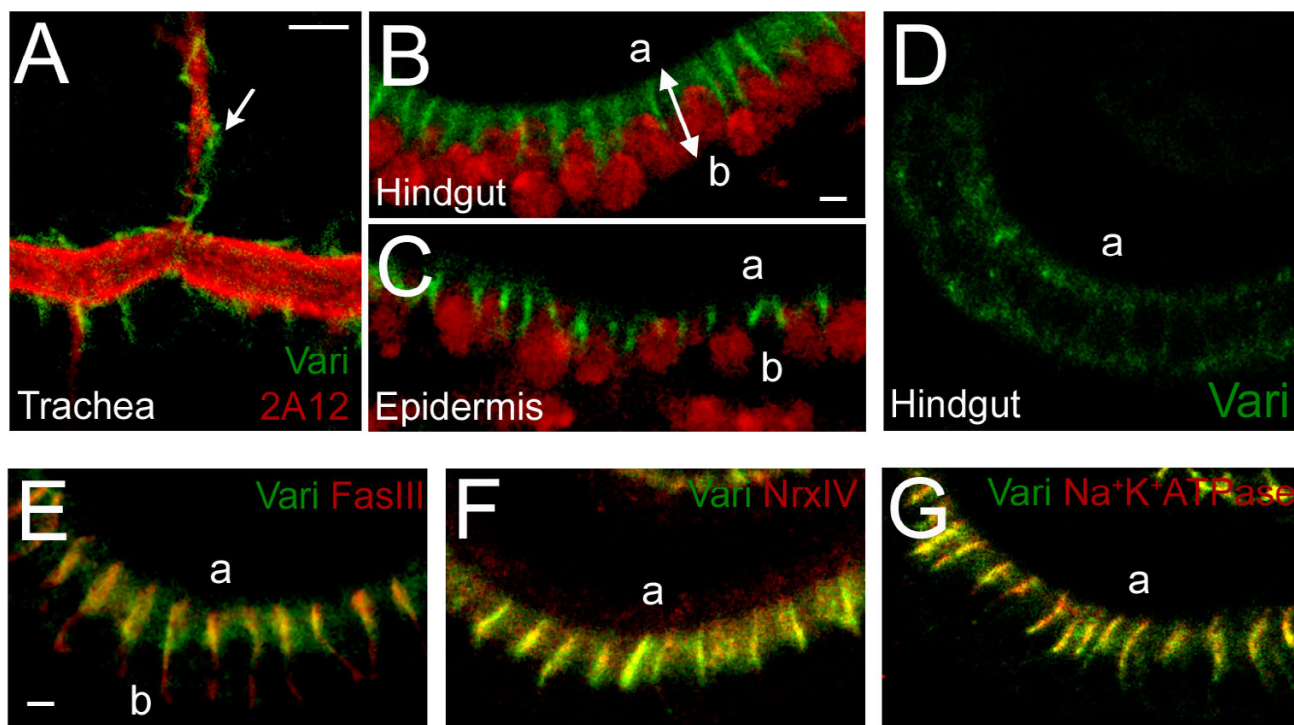 A
Vari
2A12
Trachea
B
a
b
Hindgut
C
a
b
Epidermis
D
a
Hindgut
Vari
E
Vari FasIII
a
b
F
Vari NrxIV
a
G
Vari Na⁺K⁺ATPase
a